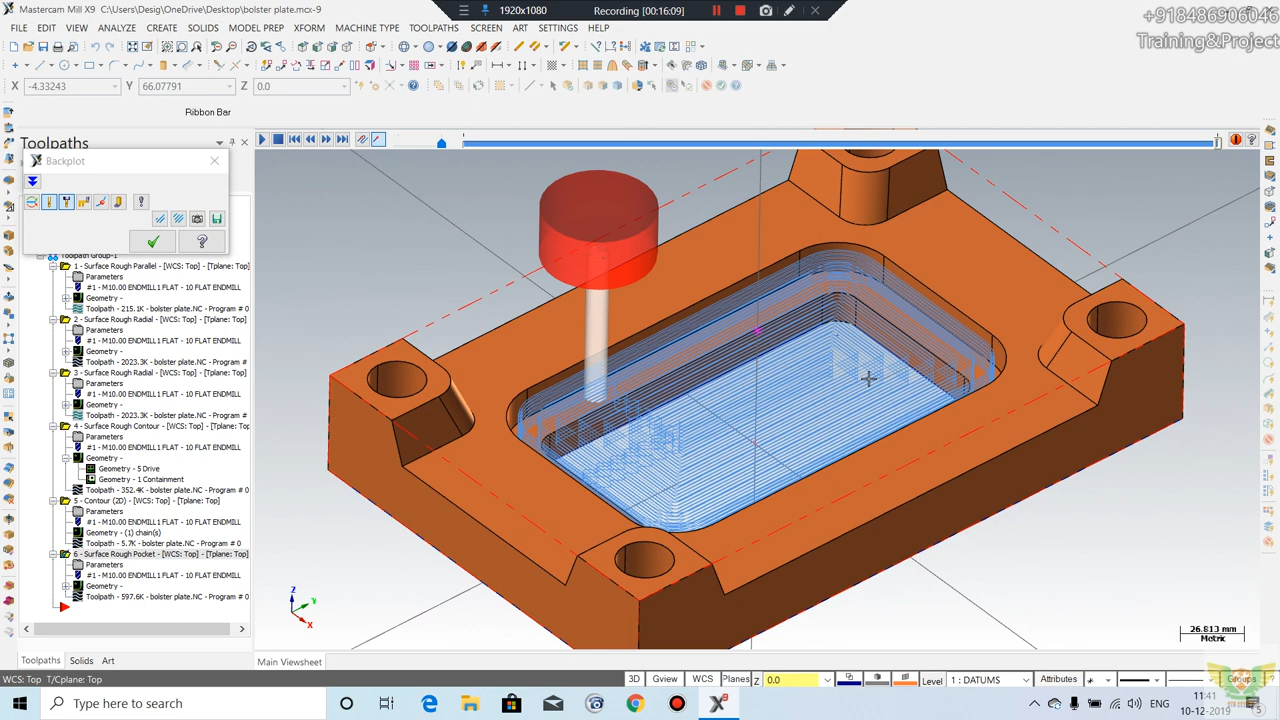 Mastercam Mill X9  C:\Users\Desig\OneDrive\Desktop\bolster plate.mcx-9
1920x1080
Recording [00:16:09]
+918486906046
Training&Project
FILE EDIT VIEW ANALYZE CREATE SOLIDS MODEL PREP XFORM MACHINE TYPE TOOLPATHS SCREEN ART SETTINGS HELP
X -4.33243 Y 66.07791 Z 0.0
Ribbon Bar
Toolpaths
Backplot
Toolpath Group-1
1 - Surface Rough Parallel - [WCS: Top] - [Tplane: Top]
Parameters
#1 - M10.00 ENDMILL1 FLAT - 10 FLAT ENDMILL
Geometry -
Toolpath - 215.1K - bolster plate.NC - Program # 0
2 - Surface Rough Radial - [WCS: Top] - [Tplane: Top]
Parameters
#1 - M10.00 ENDMILL1 FLAT - 10 FLAT ENDMILL
Geometry -
Toolpath - 2023.3K - bolster plate.NC - Program #
3 - Surface Rough Radial - [WCS: Top] - [Tplane: Top]
Parameters
#1 - M10.00 ENDMILL1 FLAT - 10 FLAT ENDMILL
Geometry -
Toolpath - 2023.3K - bolster plate.NC - Program #
4 - Surface Rough Contour - [WCS: Top] - [Tplane: Top]
Parameters
#1 - M10.00 ENDMILL1 FLAT - 10 FLAT ENDMILL
Geometry -
Geometry - 5 Drive
Geometry - 1 Containment
Toolpath - 352.4K - bolster plate.NC - Program # 0
5 - Contour (2D) - [WCS: Top] - [Tplane: Top]
Parameters
#1 - M10.00 ENDMILL1 FLAT - 10 FLAT ENDMILL
Geometry - (1) chain(s)
Toolpath - 5.7K - bolster plate.NC - Program # 0
6 - Surface Rough Pocket - [WCS: Top] - [Tplane: Top]
Parameters
#1 - M10.00 ENDMILL1 FLAT - 10 FLAT ENDMILL
Geometry -
Toolpath - 597.6K - bolster plate.NC - Program # 0
Z
Y
X
26.813 mm
Metric
Toolpaths Solids Art
Main Viewsheet
WCS: Top T/Cplane: Top
3D Gview WCS Planes Z 0.0 Level 1 : DATUMS Attributes Groups
Type here to search
ENG
11:41
10-12-2019